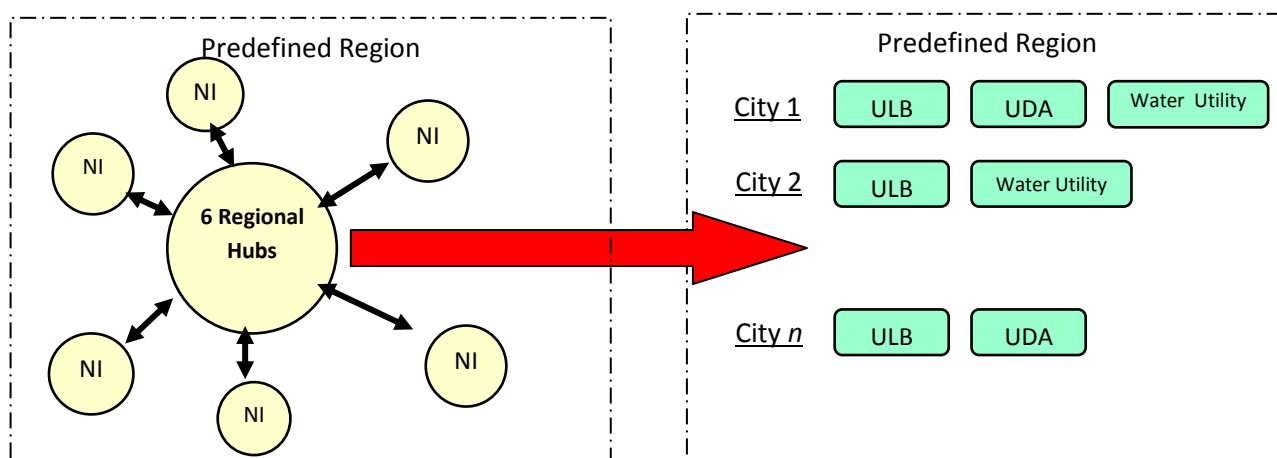 Predefined Region
NI
NI
NI
6 Regional
Hubs
NI
NI
NI
Predefined Region
City 1 ULB UDA Water Utility
City 2 ULB Water Utility
City n ULB UDA